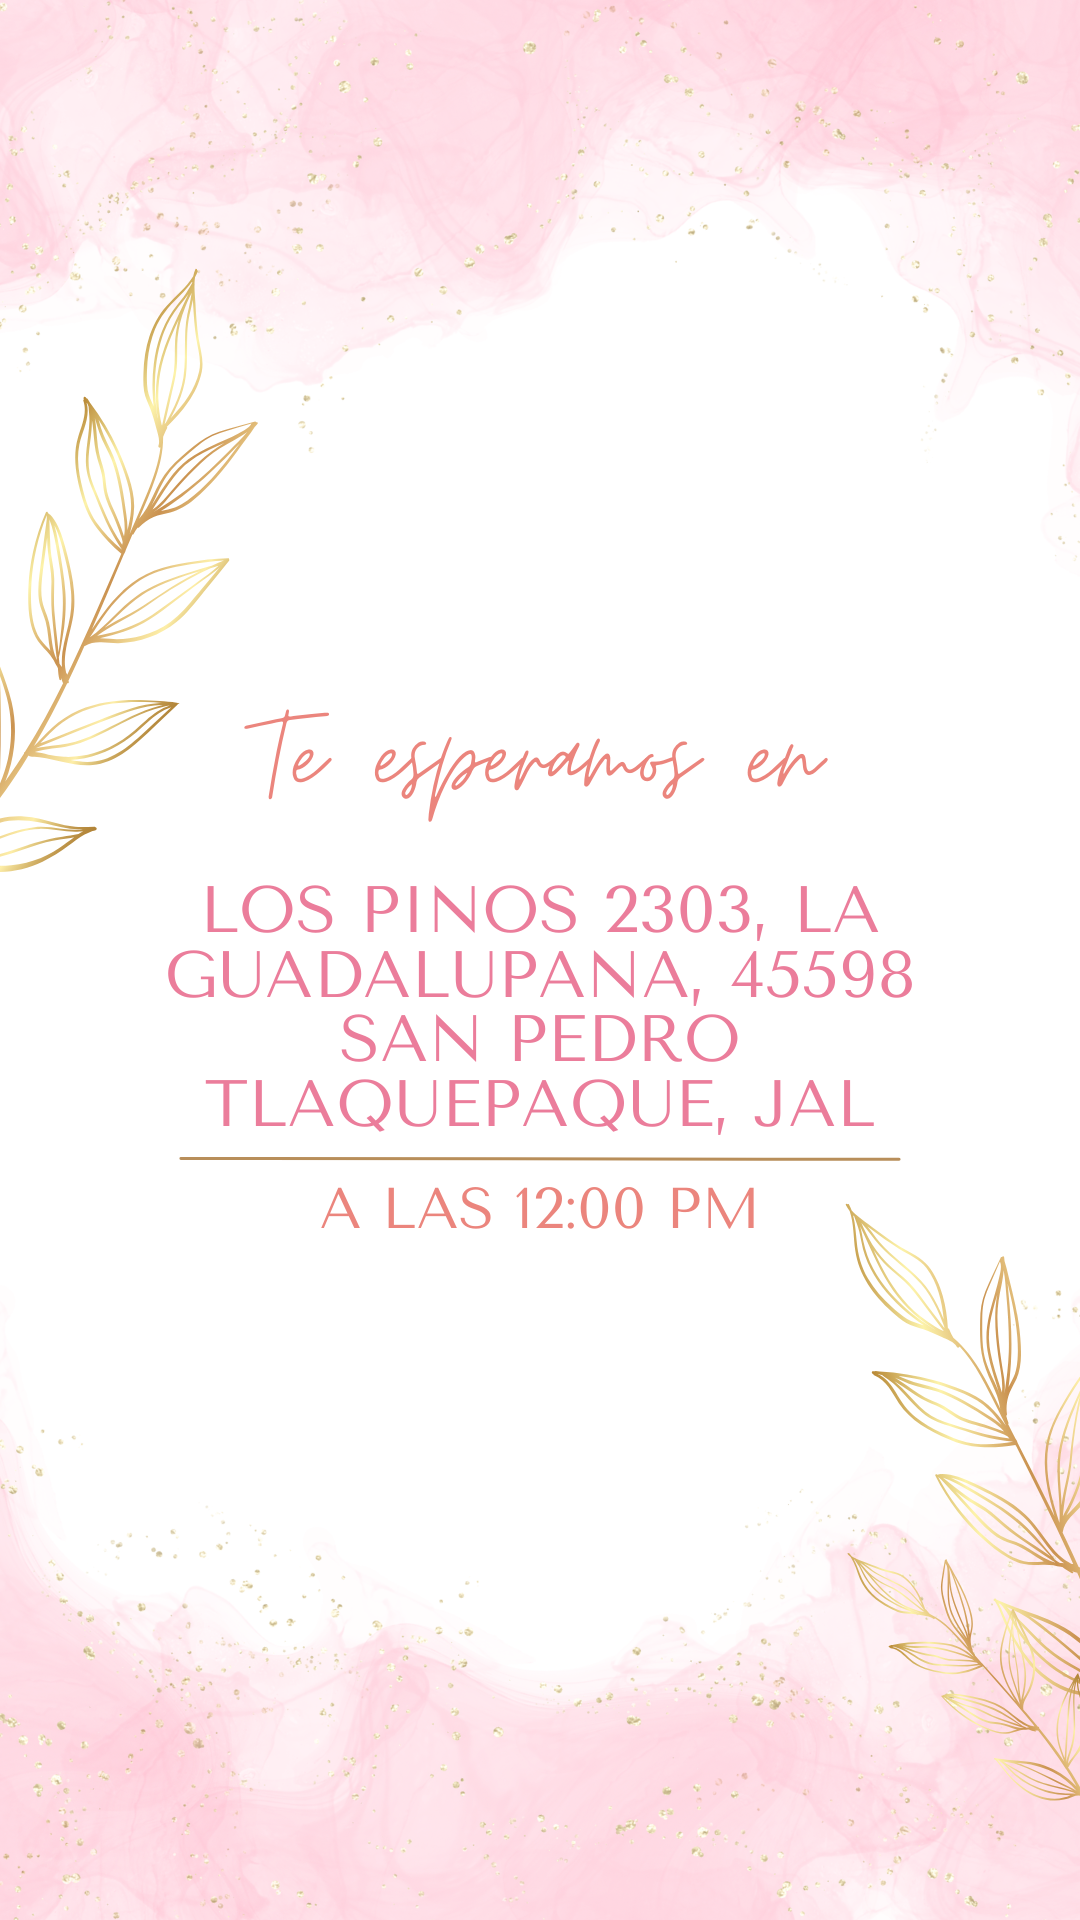 Te esperamos en
LOS PINOS 2303, LA
GUADALUPANA, 45598
SAN PEDRO
TLAQUEPAQUE, JAL
A LAS 12:00 PM